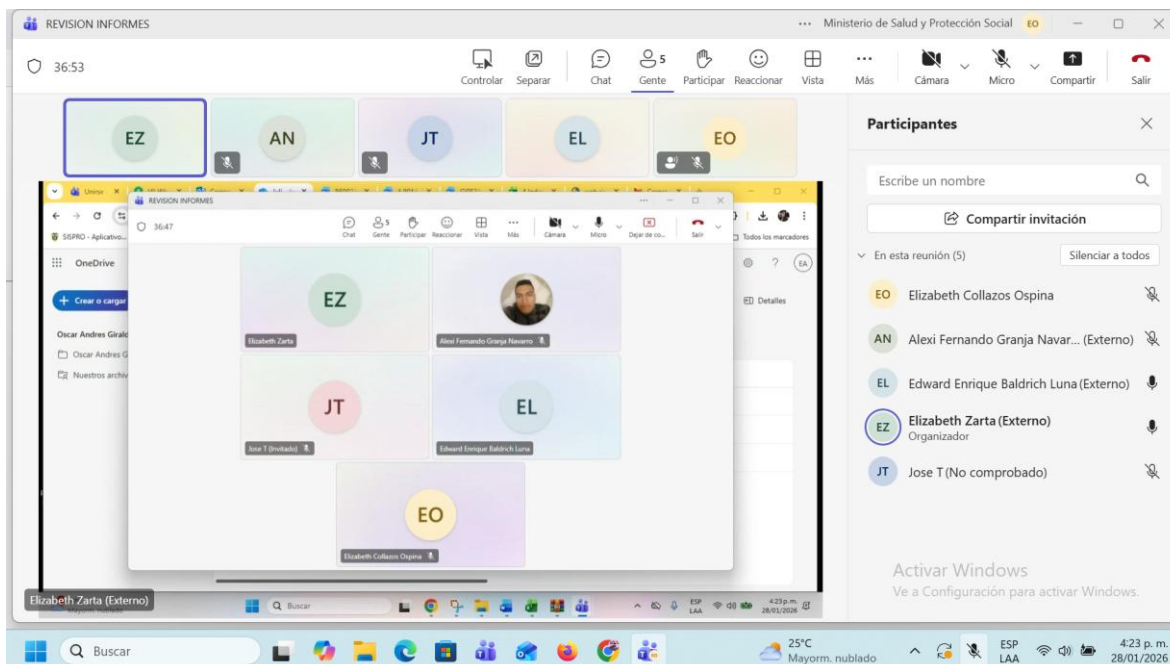 REVISION INFORMES
Ministerio de Salud y Protección Social EO
36:53
Controlar Separar Chat 5 Gente Participar Reaccionar Vista Más Cámara Micro Compartir Salir
EZ AN JT EL EO
REVISION INFORMES
36:47
Chat 5 Gente Participar Reaccionar Vista Más Cámara Micro Dejar de co... Salir
SISPRO - Aplicativo...
Todos los marcadores
OneDrive
EA
Crear o cargar
Detalles
Oscar Andres Girald
Oscar Andres G
Nuestros archiv
EZ
Elizabeth Zarta
Alexi Fernando Granja Navarro
JT
Jose T (Invitado)
EL
Edward Enrique Baldrich Luna
EO
Elizabeth Collazos Ospina
Elizabeth Zarta (Externo)
Buscar
ESP
LAA
4:23 p. m.
28/01/2026
Participantes
Escribe un nombre
Compartir invitación
En esta reunión (5) Silenciar a todos
EO Elizabeth Collazos Ospina
AN Alexi Fernando Granja Navar... (Externo)
EL Edward Enrique Baldrich Luna (Externo)
EZ Elizabeth Zarta (Externo)
Organizador
JT Jose T (No comprobado)
Activar Windows
Ve a Configuración para activar Windows.
Buscar
25°C
Mayorm. nublado
ESP
LAA
4:23 p. m.
28/01/2026